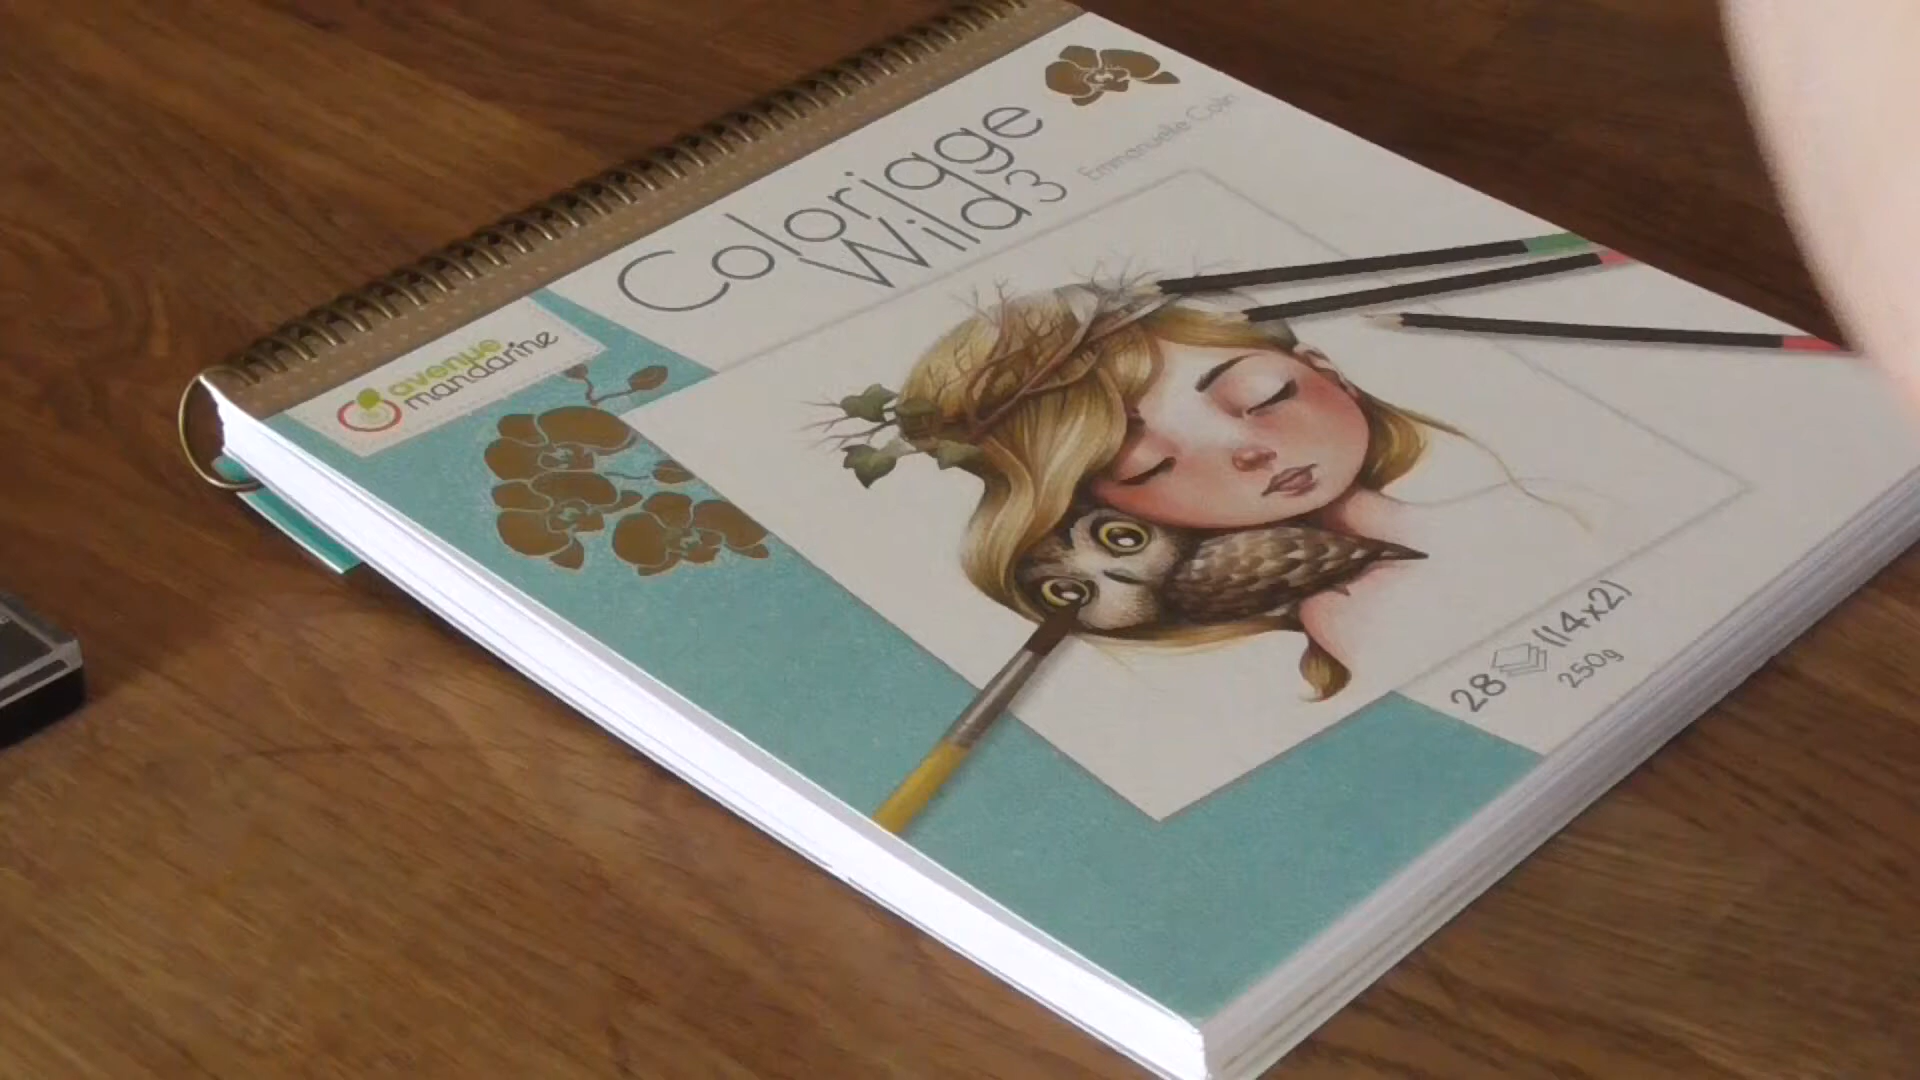 Coloriage
Wild 3
Emmanuelle Colin
avenue
mandarine
28 (14x2)
250g